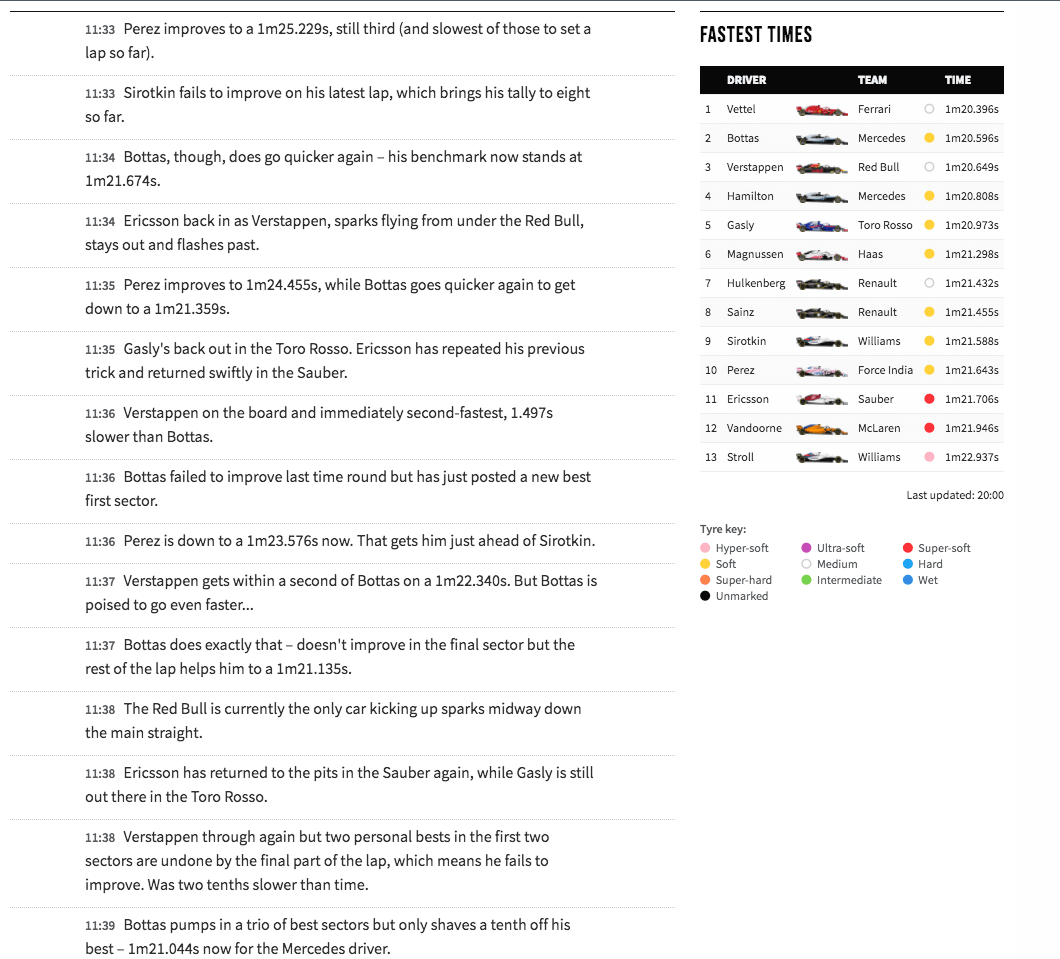 11:33 Perez improves to a 1m25.229s, still third (and slowest of those to set a
lap so far).
11:33 Sirotkin fails to improve on his latest lap, which brings his tally to eight
so far.
11:34 Bottas, though, does go quicker again – his benchmark now stands at
1m21.674s.
11:34 Ericsson back in as Verstappen, sparks flying from under the Red Bull,
stays out and flashes past.
11:35 Perez improves to 1m24.455s, while Bottas goes quicker again to get
down to a 1m21.359s.
11:35 Gasly's back out in the Toro Rosso. Ericsson has repeated his previous
trick and returned swiftly in the Sauber.
11:36 Verstappen on the board and immediately second-fastest, 1.497s
slower than Bottas.
11:36 Bottas failed to improve last time round but has just posted a new best
first sector.
11:36 Perez is down to a 1m23.576s now. That gets him just ahead of Sirotkin.
11:37 Verstappen gets within a second of Bottas on a 1m22.340s. But Bottas is
poised to go even faster...
11:37 Bottas does exactly that – doesn't improve in the final sector but the
rest of the lap helps him to a 1m21.135s.
11:38 The Red Bull is currently the only car kicking up sparks midway down
the main straight.
11:38 Ericsson has returned to the pits in the Sauber again, while Gasly is still
out there in the Toro Rosso.
11:38 Verstappen through again but two personal bests in the first two
sectors are undone by the final part of the lap, which means he fails to
improve. Was two tenths slower than time.
11:39 Bottas pumps in a trio of best sectors but only shaves a tenth off his
best – 1m21.044s now for the Mercedes driver.
FASTEST TIMES
DRIVER TEAM TIME
1 Vettel Ferrari 1m20.396s
2 Bottas Mercedes 1m20.596s
3 Verstappen Red Bull 1m20.649s
4 Hamilton Mercedes 1m20.808s
5 Gasly Toro Rosso 1m20.973s
6 Magnussen Haas 1m21.298s
7 Hulkenberg Renault 1m21.432s
8 Sainz Renault 1m21.455s
9 Sirotkin Williams 1m21.588s
10 Perez Force India 1m21.643s
11 Ericsson Sauber 1m21.706s
12 Vandoorne McLaren 1m21.946s
13 Stroll Williams 1m22.937s
Last updated: 20:00
Tyre key:
Hyper-soft Ultra-soft Super-soft
Soft Medium Hard
Super-hard Intermediate Wet
Unmarked